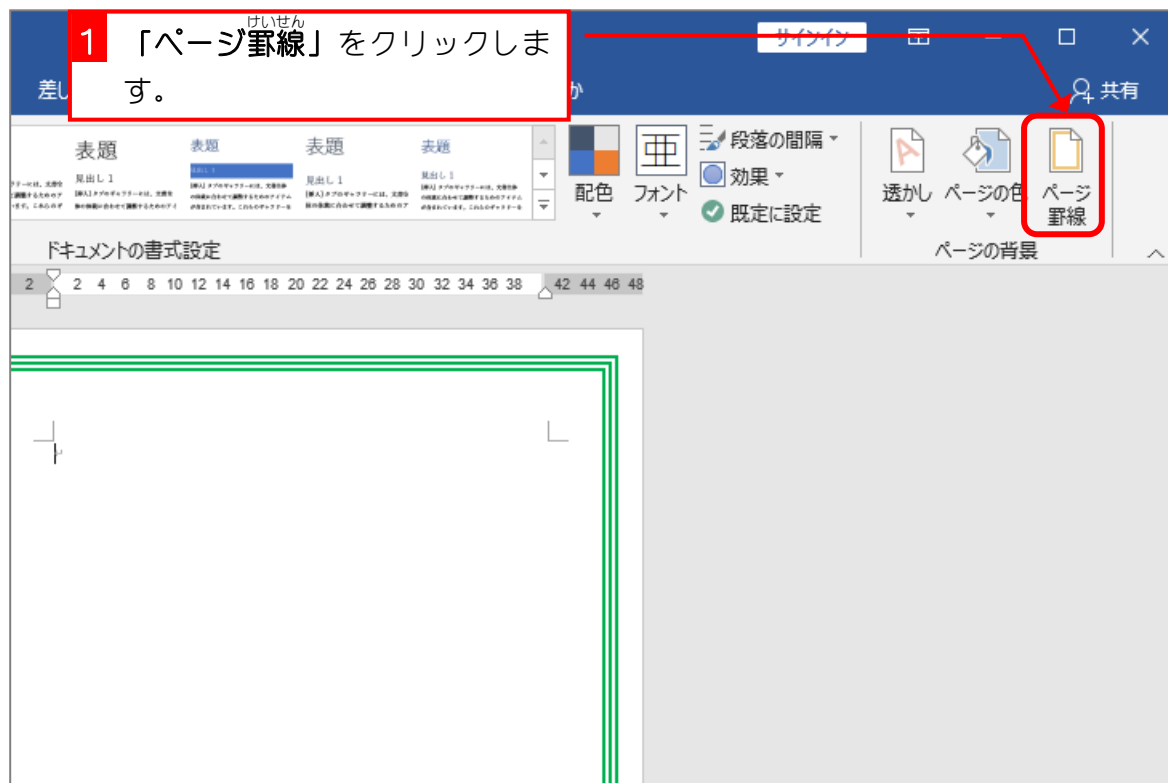 けいせん
1 「ページ罫線」をクリックしま
す。
サインイン
差し
か
共有
表題 表題 表題 表題
見出し 1 見出し 1 見出し 1 見出し 1
配色
フォント
段落の間隔
効果
既定に設定
透かし
ページの色
ページ
罫線
ドキュメントの書式設定
ページの背景
2 2 4 6 8 10 12 14 16 18 20 22 24 26 28 30 32 34 36 38 42 44 46 48